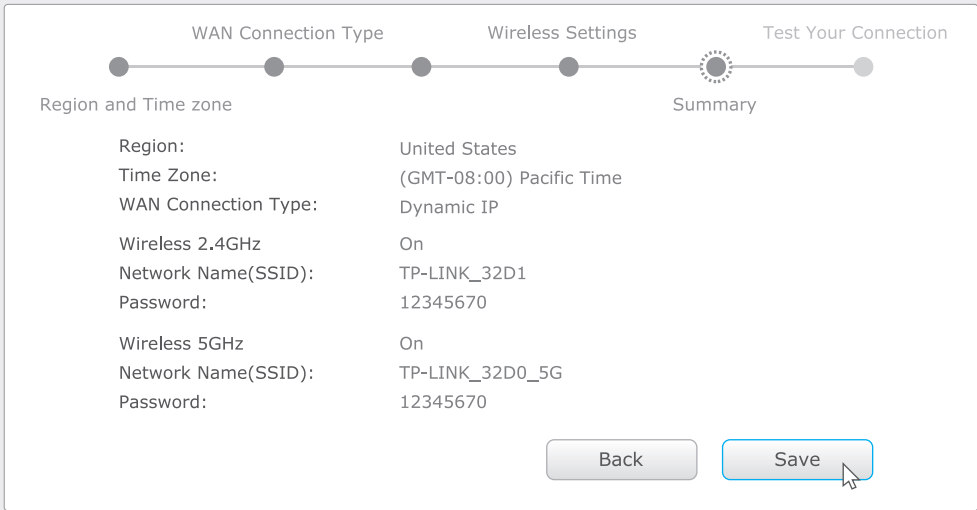 WAN Connection Type Wireless Settings Test Your Connection
Region and Time zone Summary
Region: United States
Time Zone: (GMT-08:00) Pacific Time
WAN Connection Type: Dynamic IP
Wireless 2.4GHz On
Network Name(SSID): TP-LINK_32D1
Password: 12345670
Wireless 5GHz On
Network Name(SSID): TP-LINK_32D0_5G
Password: 12345670
Back Save